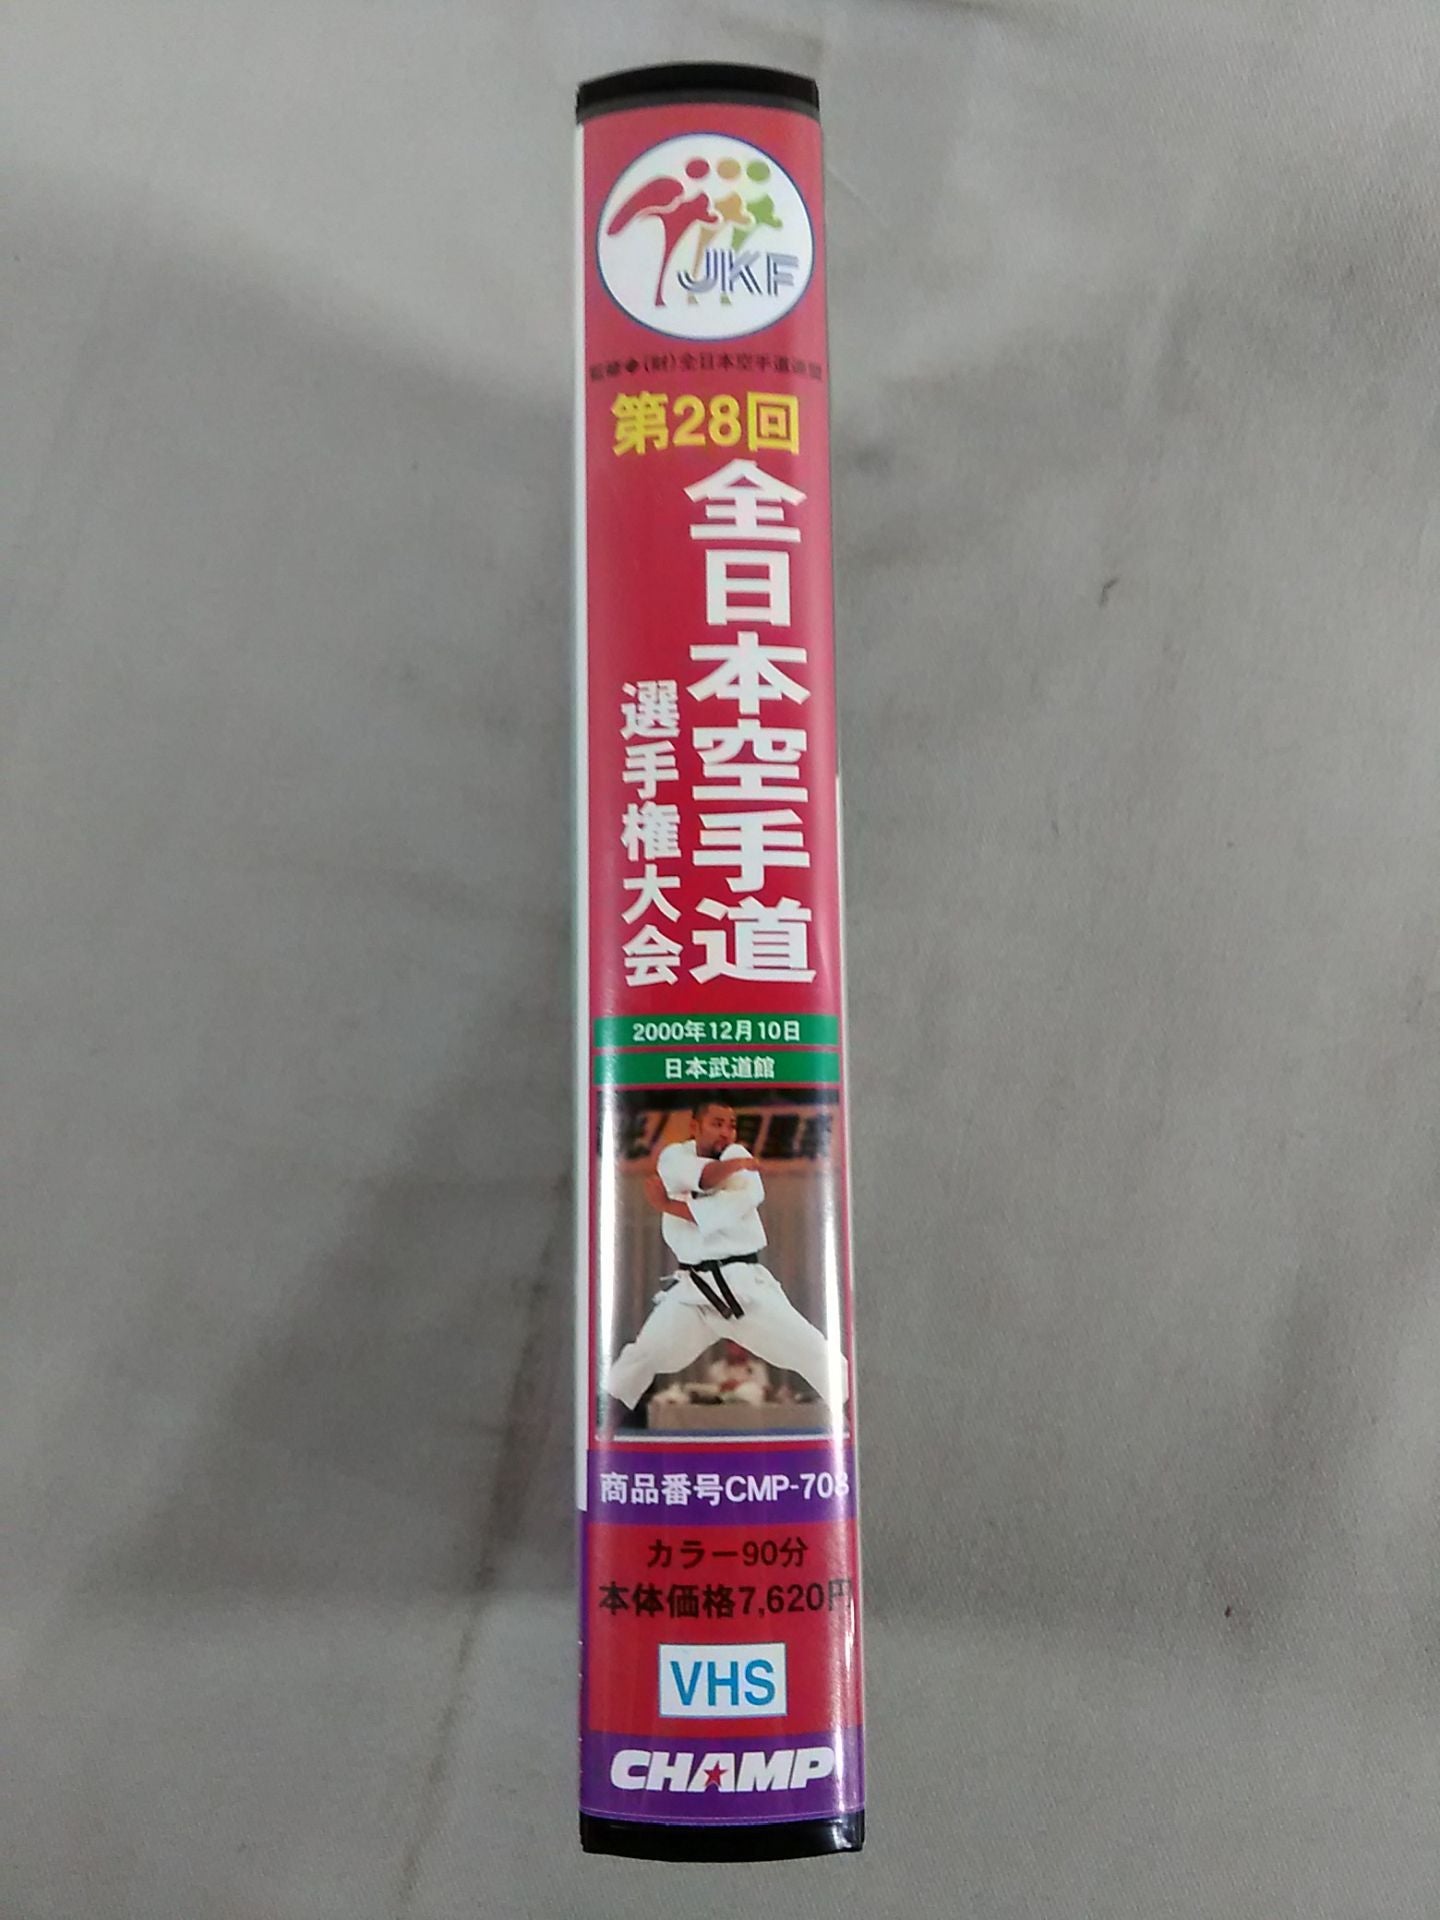 JKF
監修◆(財)全日本空手道連盟
第28回
全日本空手道
選手権大会
2000年12月10日
日本武道館
商品番号CMP-708
カラー90分
本体価格7,620円
VHS
CHAMP